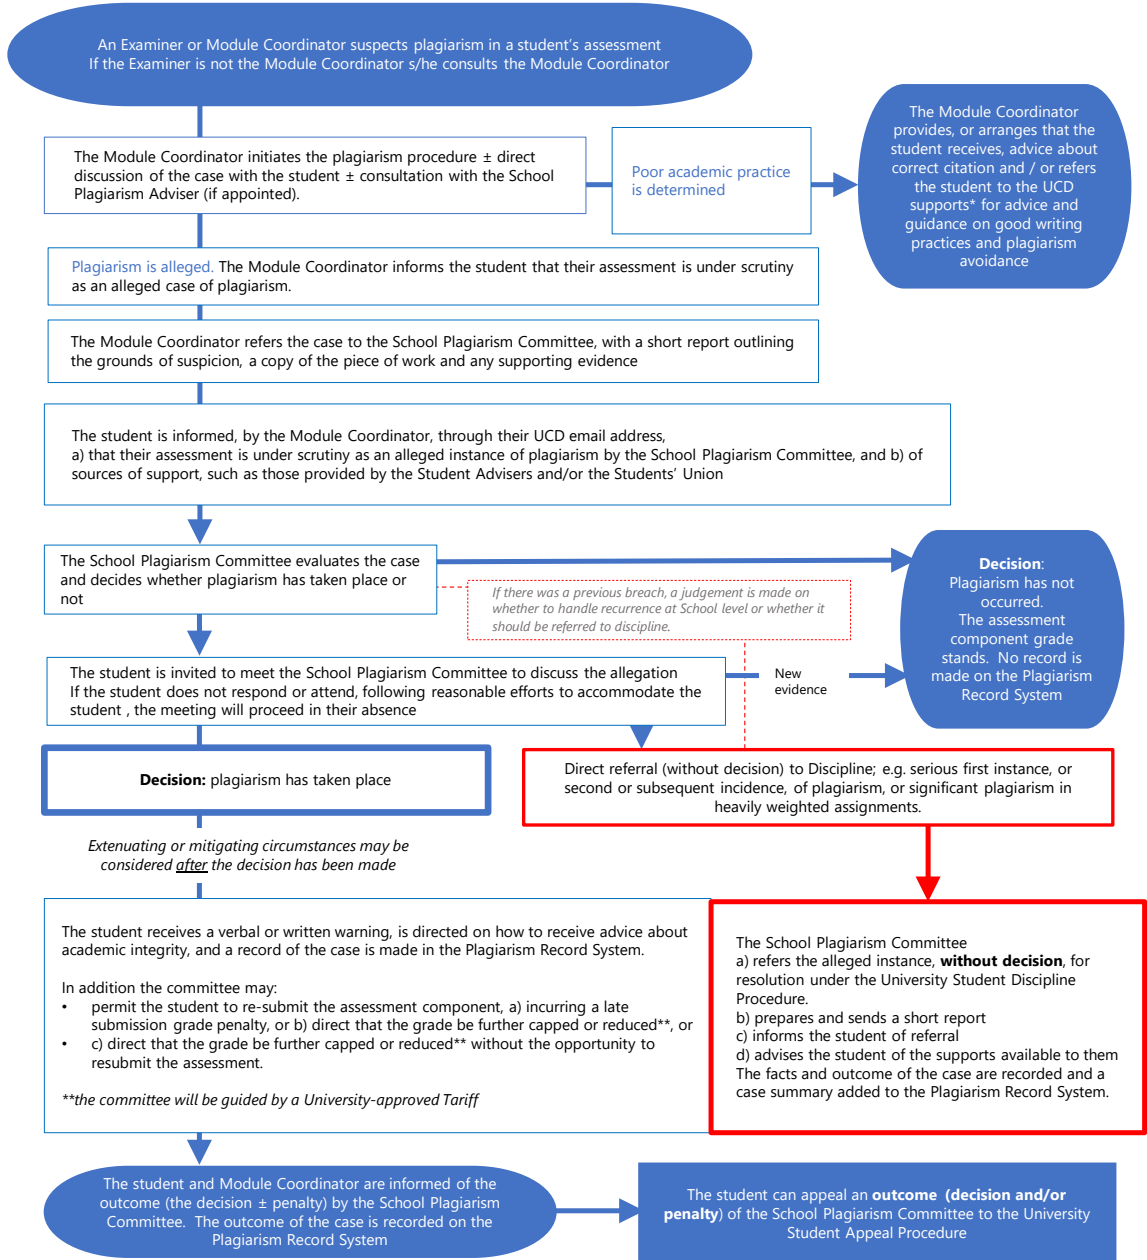 An Examiner or Module Coordinator suspects plagiarism in a student’s assessment
If the Examiner is not the Module Coordinator s/he consults the Module Coordinator
The Module Coordinator initiates the plagiarism procedure ± direct
discussion of the case with the student ± consultation with the School
Plagiarism Adviser (if appointed).
Poor academic practice
is determined
The Module Coordinator
provides, or arranges that the
student receives, advice about
correct citation and / or refers
the student to the UCD
supports* for advice and
guidance on good writing
practices and plagiarism
avoidance
Plagiarism is alleged. The Module Coordinator informs the student that their assessment is under scrutiny
as an alleged case of plagiarism.
The Module Coordinator refers the case to the School Plagiarism Committee, with a short report outlining
the grounds of suspicion, a copy of the piece of work and any supporting evidence
The student is informed, by the Module Coordinator, through their UCD email address,
a) that their assessment is under scrutiny as an alleged instance of plagiarism by the School Plagiarism Committee, and b) of
sources of support, such as those provided by the Student Advisers and/or the Students’ Union
The School Plagiarism Committee evaluates the case
and decides whether plagiarism has taken place or
not
If there was a previous breach, a judgement is made on
whether to handle recurrence at School level or whether it
should be referred to discipline.
Decision:
Plagiarism has not
occurred.
The assessment
component grade
stands. No record is
made on the Plagiarism
Record System
The student is invited to meet the School Plagiarism Committee to discuss the allegation
If the student does not respond or attend, following reasonable efforts to accommodate the
student , the meeting will proceed in their absence
New
evidence
Decision: plagiarism has taken place
Direct referral (without decision) to Discipline; e.g. serious first instance, or
second or subsequent incidence, of plagiarism, or significant plagiarism in
heavily weighted assignments.
Extenuating or mitigating circumstances may be
considered after the decision has been made
The student receives a verbal or written warning, is directed on how to receive advice about
academic integrity, and a record of the case is made in the Plagiarism Record System.
In addition the committee may:
• permit the student to re-submit the assessment component, a) incurring a late
submission grade penalty, or b) direct that the grade be further capped or reduced**, or
• c) direct that the grade be further capped or reduced** without the opportunity to
resubmit the assessment.
**the committee will be guided by a University-approved Tariff
The School Plagiarism Committee
a) refers the alleged instance, without decision, for
resolution under the University Student Discipline
Procedure.
b) prepares and sends a short report
c) informs the student of referral
d) advises the student of the supports available to them
The facts and outcome of the case are recorded and a
case summary added to the Plagiarism Record System.
The student and Module Coordinator are informed of the
outcome (the decision ± penalty) by the School Plagiarism
Committee. The outcome of the case is recorded on the
Plagiarism Record System
The student can appeal an outcome (decision and/or
penalty) of the School Plagiarism Committee to the University
Student Appeal Procedure